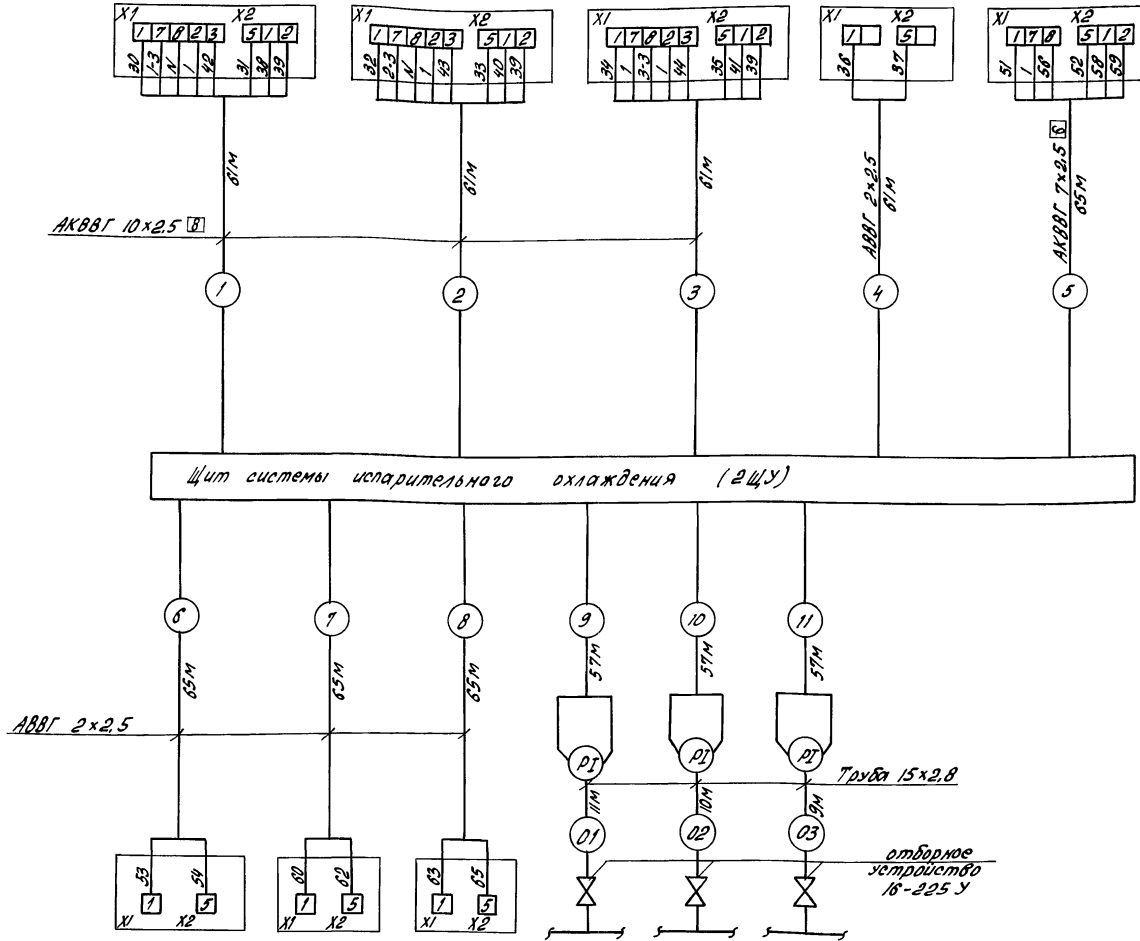 X1 X2
1 7 8 2 3 5 1 2
30 1-3 N 1 42 31 38 39
X1 X2
1 7 8 2 3 5 1 2
32 2-3 N 1 43 33 40 39
X1 X2
1 7 8 2 3 5 1 2
34 1 3-3 1 44 35 41 39
X1 X2
1 5
36 37
X1 X2
1 7 8 5 1 2
51 1 56 52 58 59
61м
61м
61м
АВВГ 2×2.5
61м
АКВВГ 7×2.5 6
65м
АКВВГ 10×2.5 8
1 2 3 4 5
Щит системы испарительного охлаждения (2ЩУ)
6 7 8 9 10 11
65м 65м 65м 57м 57м 57м
АВВГ 2×2,5
PI PI PI
Труба 15×2,8
11м 10м 9м
01 02 03
отборное
устройство
16-225 У
53 54
1 5
X1 X2
60 62
1 5
X1 X2
63 65
1 5
X1 X2